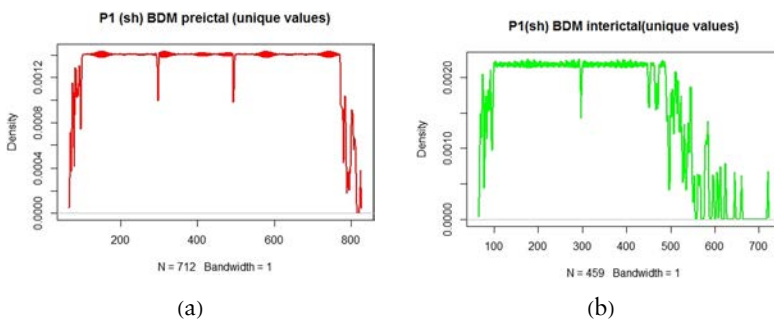 P1 (sh) BDM preictal (unique values)
Density
0.0000
0.0004
0.0008
0.0012
200
400
600
800
N = 712 Bandwidth = 1
(a)
P1(sh) BDM interictal(unique values)
Density
0.0000
0.0010
0.0020
100
200
300
400
500
600
700
N = 459 Bandwidth = 1
(b)